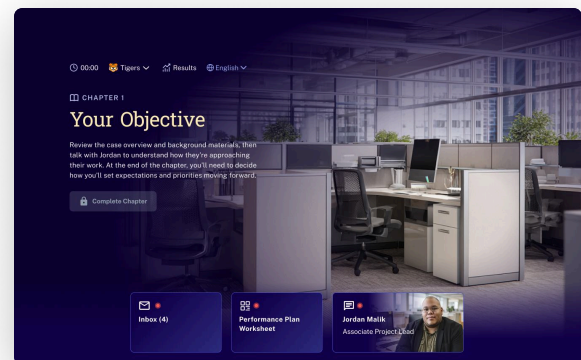 00:00 Tigers Results English
CHAPTER 1
Your Objective
Review the case overview and background materials, then
talk with Jordan to understand how they're approaching
their work. At the end of the chapter, you'll need to decide
how you'll set expectations and priorities moving forward.
Complete Chapter
Inbox (4)
Performance Plan
Worksheet
Jordan Malik
Associate Project Lead